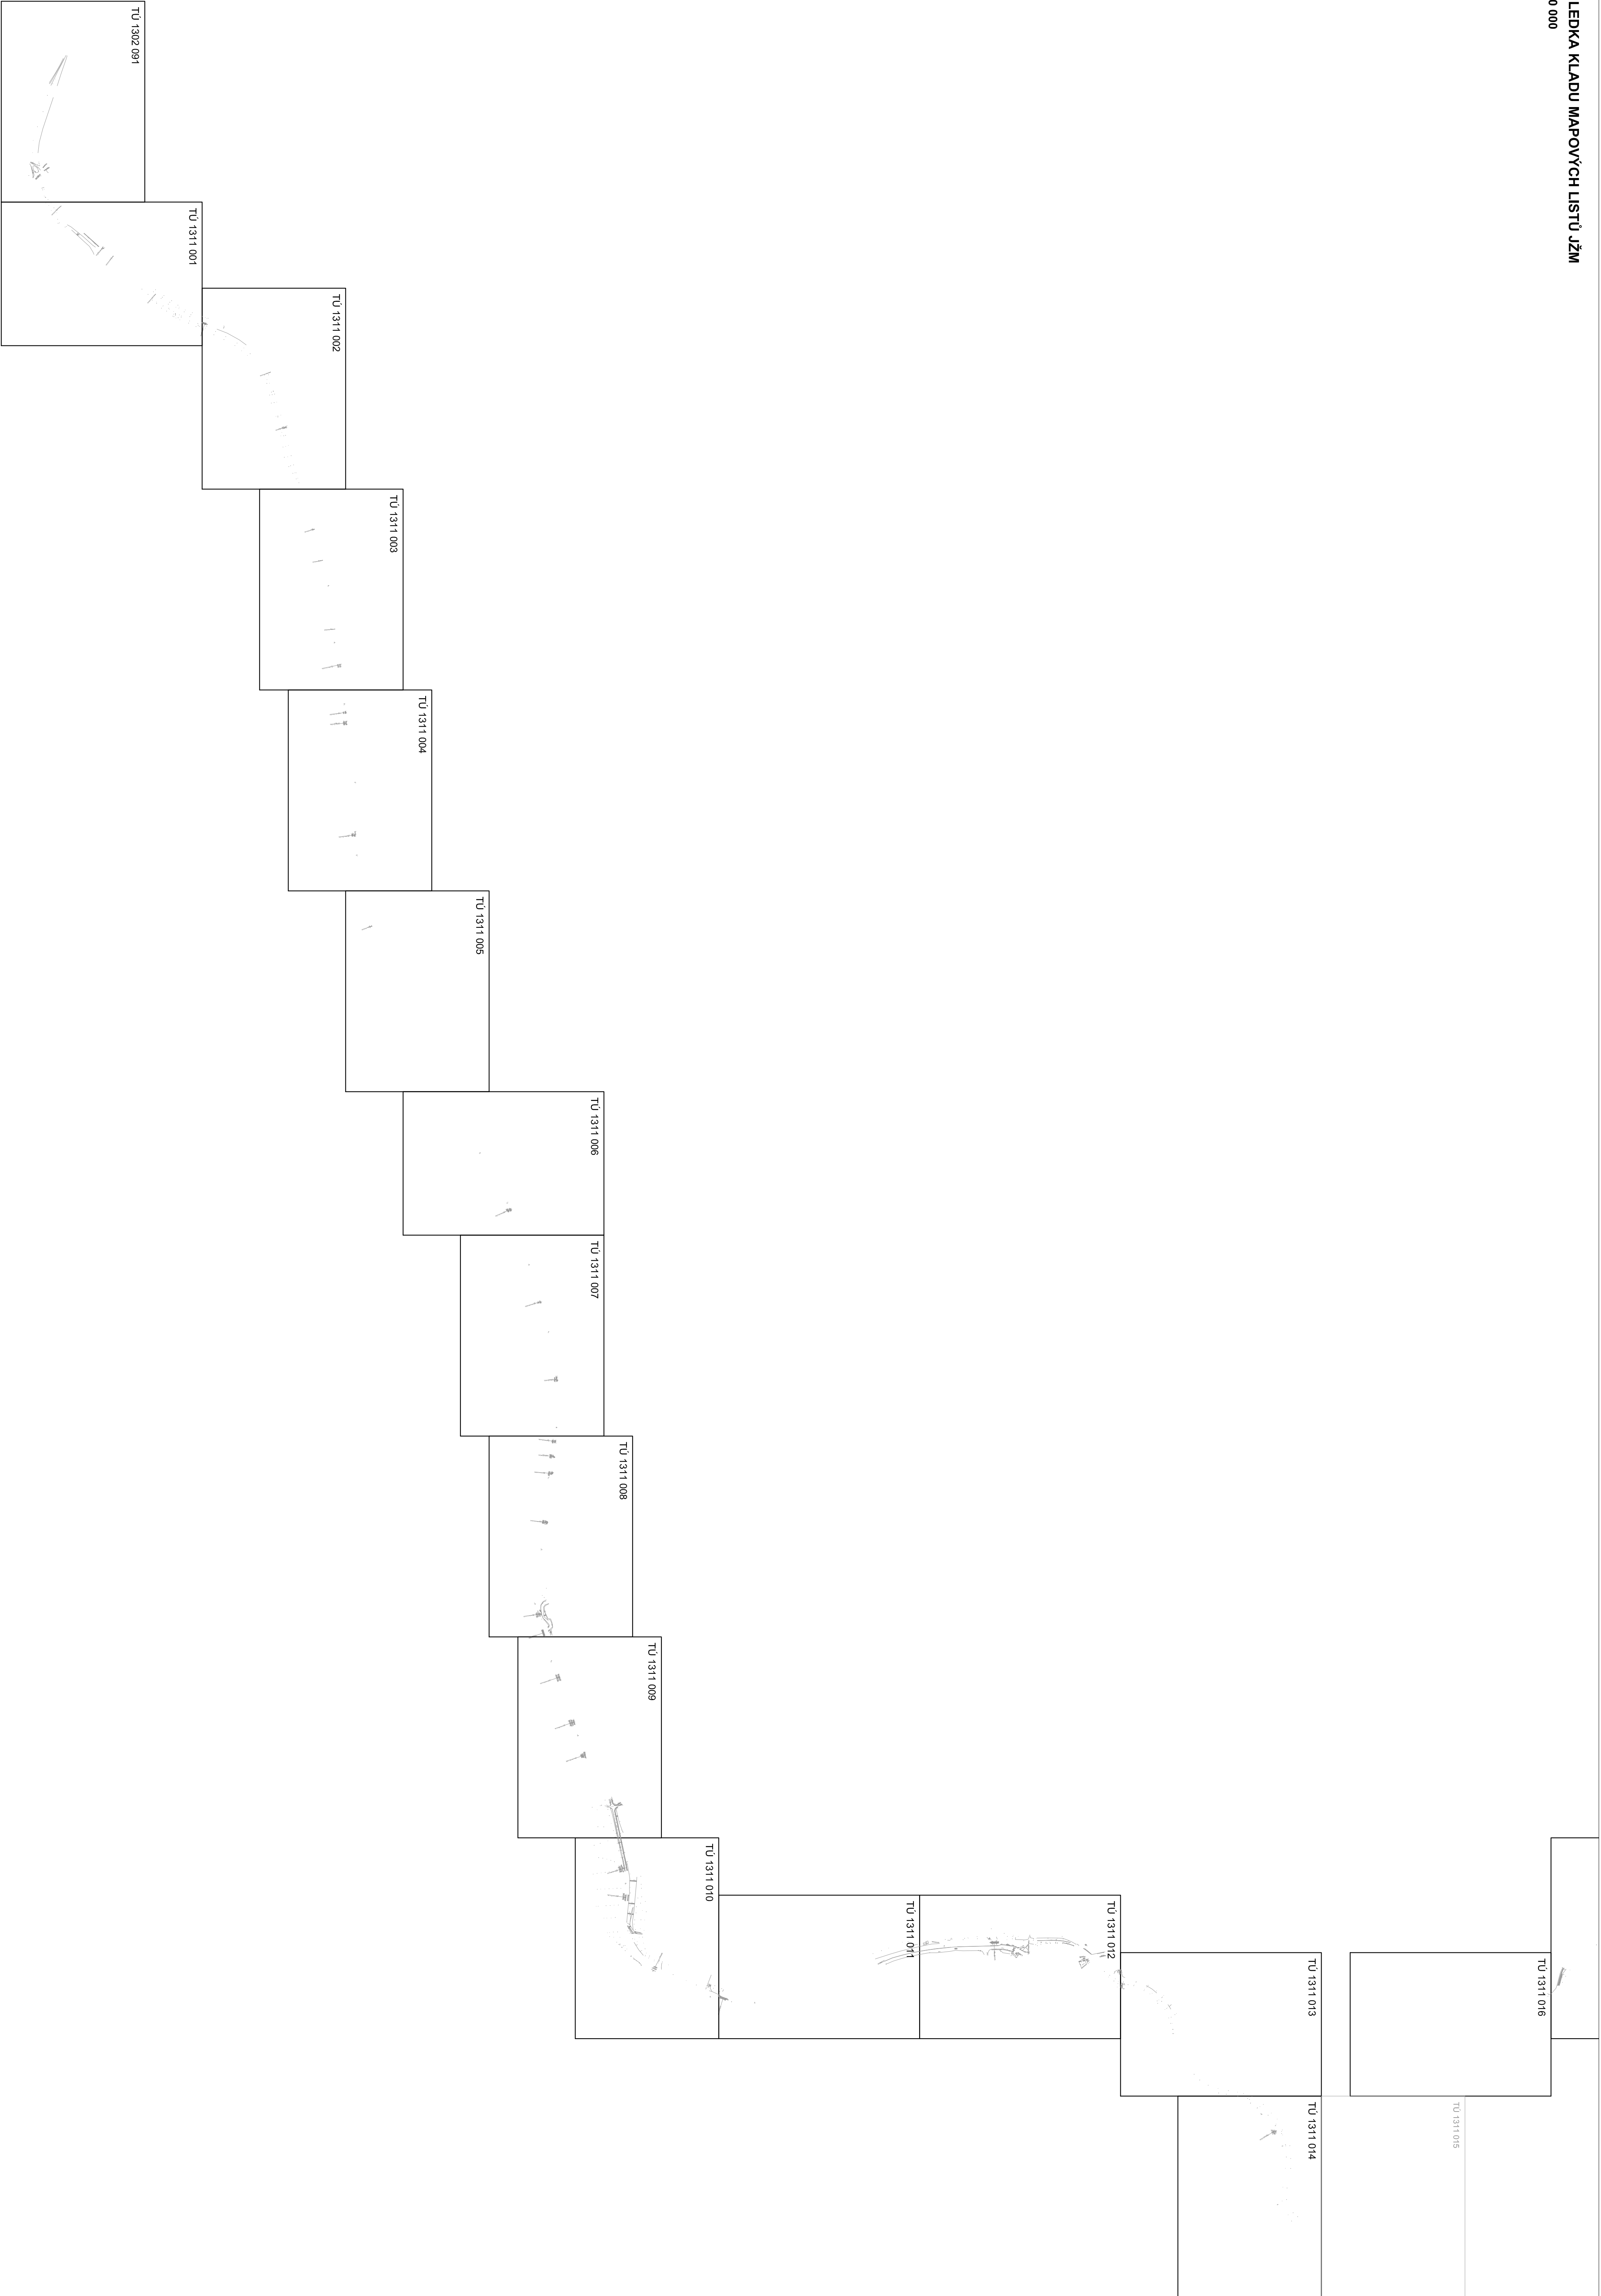 LEDKA KLADU MAPOVÝCH LISTŮ JŽM
0 000
TÚ 1302 091
TÚ 1311 001
TÚ 1311 002
TÚ 1311 003
TÚ 1311 004
TÚ 1311 005
TÚ 1311 006
TÚ 1311 007
TÚ 1311 008
TÚ 1311 009
TÚ 1311 010
TÚ 1311 011
TÚ 1311 012
TÚ 1311 013
TÚ 1311 014
TÚ 1311 015
TÚ 1311 016